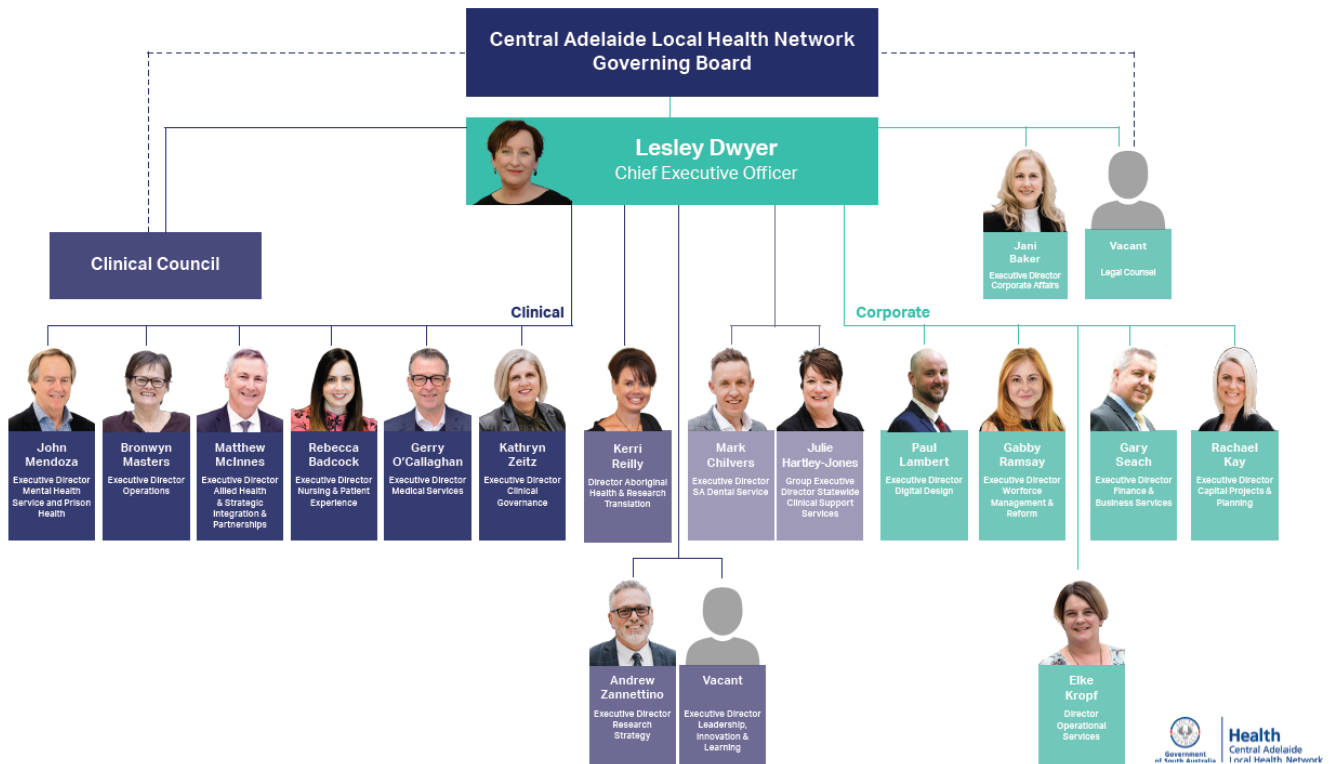 Central Adelaide Local Health Network
Governing Board
Lesley Dwyer
Chief Executive Officer
Clinical Council
Jani
Baker
Executive Director
Corporate Affairs
Vacant
Legal Counsel
Clinical
Corporate
John
Mendoza
Executive Director
Mental Health
Service and Prison
Health
Bronwyn
Masters
Executive Director
Operations
Matthew
McInnes
Executive Director
Allied Health
& Strategic
Integration &
Partnerships
Rebecca
Badcock
Executive Director
Nursing & Patient
Experience
Gerry
O'Callaghan
Executive Director
Medical Services
Kathryn
Zeitz
Executive Director
Clinical
Governance
Kerri
Reilly
Director Aboriginal
Health & Research
Translation
Mark
Chilvers
Executive Director
SA Dental Service
Julie
Hartley-Jones
Group Executive
Director Statewide
Clinical Support
Services
Paul
Lambert
Executive Director
Digital Design
Gabby
Ramsay
Executive Director
Worforce
Management &
Reform
Gary
Seach
Executive Director
Finance &
Business Services
Rachael
Kay
Executive Director
Capital Projects &
Planning
Andrew
Zannettino
Executive Director
Research
Strategy
Vacant
Executive Director
Leadership,
Innovation &
Learning
Elke
Kropf
Director
Operational
Services
Government
of South Australia
Health
Central Adelaide
Local Health Network